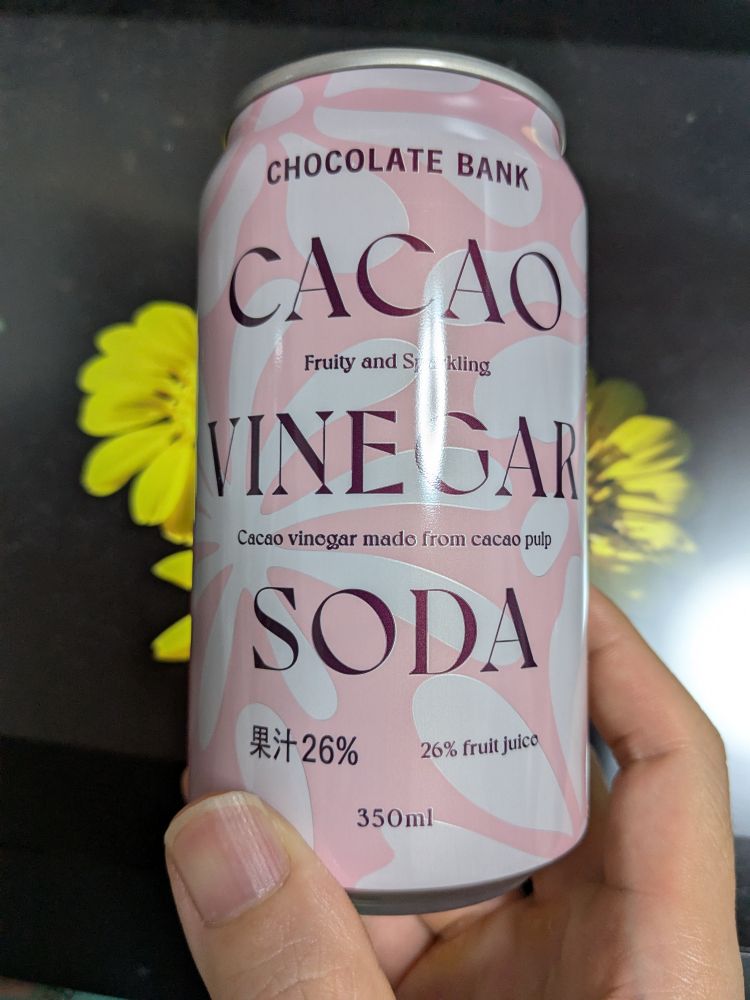 CHOCOLATE BANK
CACAO
Fruity and Sparkling
VINEGAR
Cacao vinegar made from cacao pulp
SODA
果汁26% 26% fruit juice
350ml